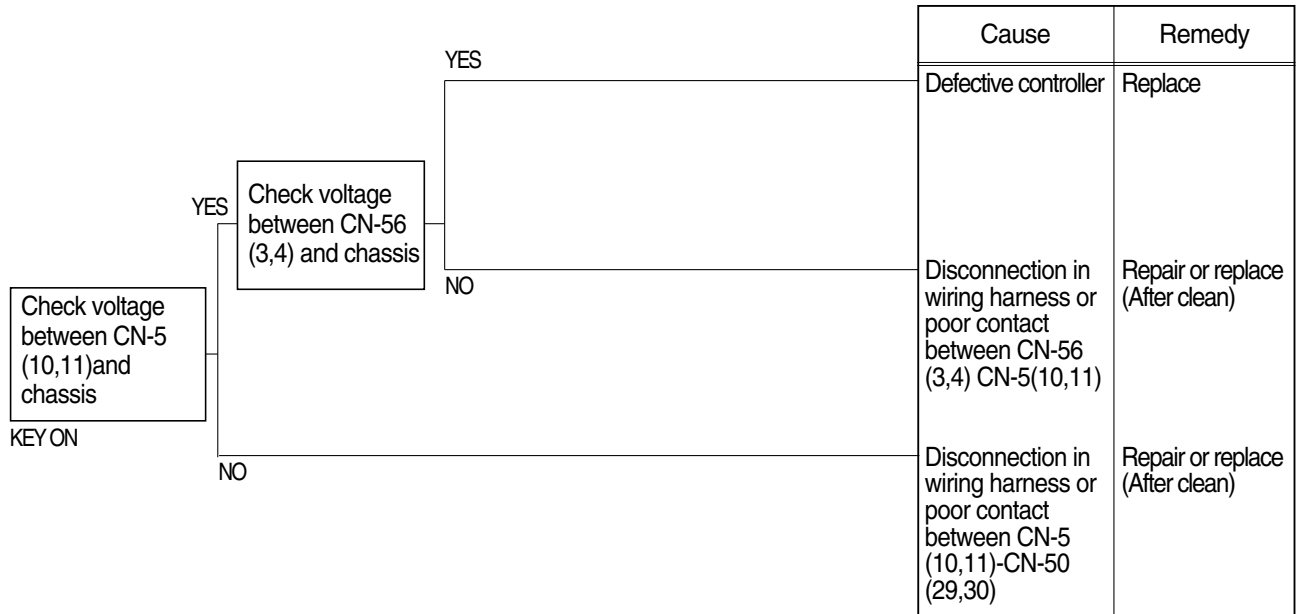 Cause
Remedy
YES
Defective controller
Replace
YES
Check voltage
between CN-56
(3,4) and chassis
NO
Disconnection in
wiring harness or
poor contact
between CN-56
(3,4) CN-5(10,11)
Repair or replace
(After clean)
Check voltage
between CN-5
(10,11)and
chassis
KEY ON
NO
Disconnection in
wiring harness or
poor contact
between CN-5
(10,11)-CN-50
(29,30)
Repair or replace
(After clean)